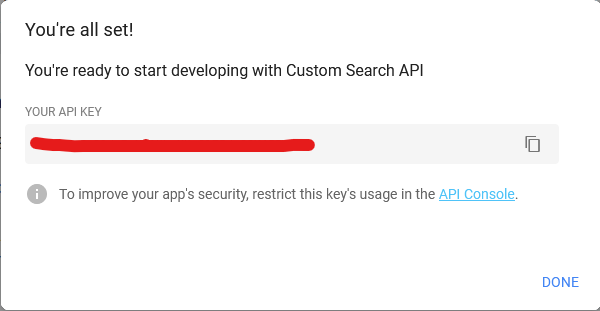 You're all set!
You're ready to start developing with Custom Search API
YOUR API KEY
To improve your app's security, restrict this key's usage in the API Console.
DONE